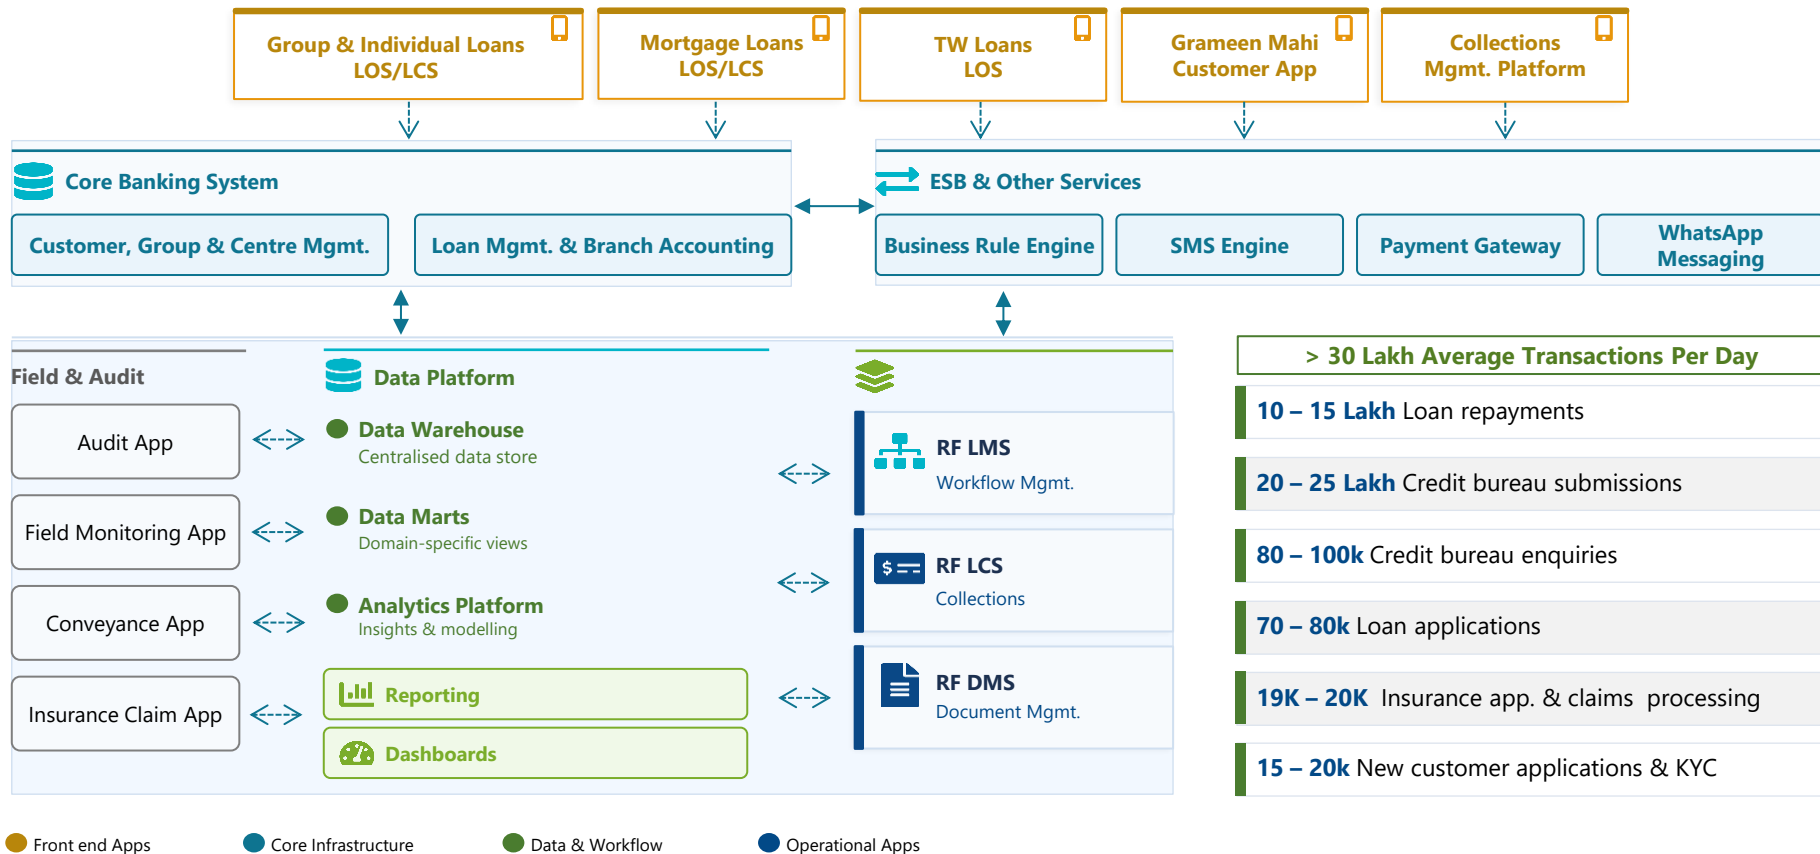 Group & Individual Loans
LOS/LCS
Mortgage Loans
LOS/LCS
TW Loans
LOS
Grameen Mahi
Customer App
Collections
Mgmt. Platform
Core Banking System
Customer, Group & Centre Mgmt.
Loan Mgmt. & Branch Accounting
ESB & Other Services
Business Rule Engine
SMS Engine
Payment Gateway
WhatsApp
Messaging
Field & Audit
Audit App
Field Monitoring App
Conveyance App
Insurance Claim App
Data Platform
Data Warehouse
Centralised data store
Data Marts
Domain-specific views
Analytics Platform
Insights & modelling
Reporting
Dashboards
RF LMS
Workflow Mgmt.
$
RF LCS
Collections
RF DMS
Document Mgmt.
> 30 Lakh Average Transactions Per Day
10 – 15 Lakh Loan repayments
20 – 25 Lakh Credit bureau submissions
80 – 100k Credit bureau enquiries
70 – 80k Loan applications
19K – 20K Insurance app. & claims processing
15 – 20k New customer applications & KYC
Front end Apps
Core Infrastructure
Data & Workflow
Operational Apps